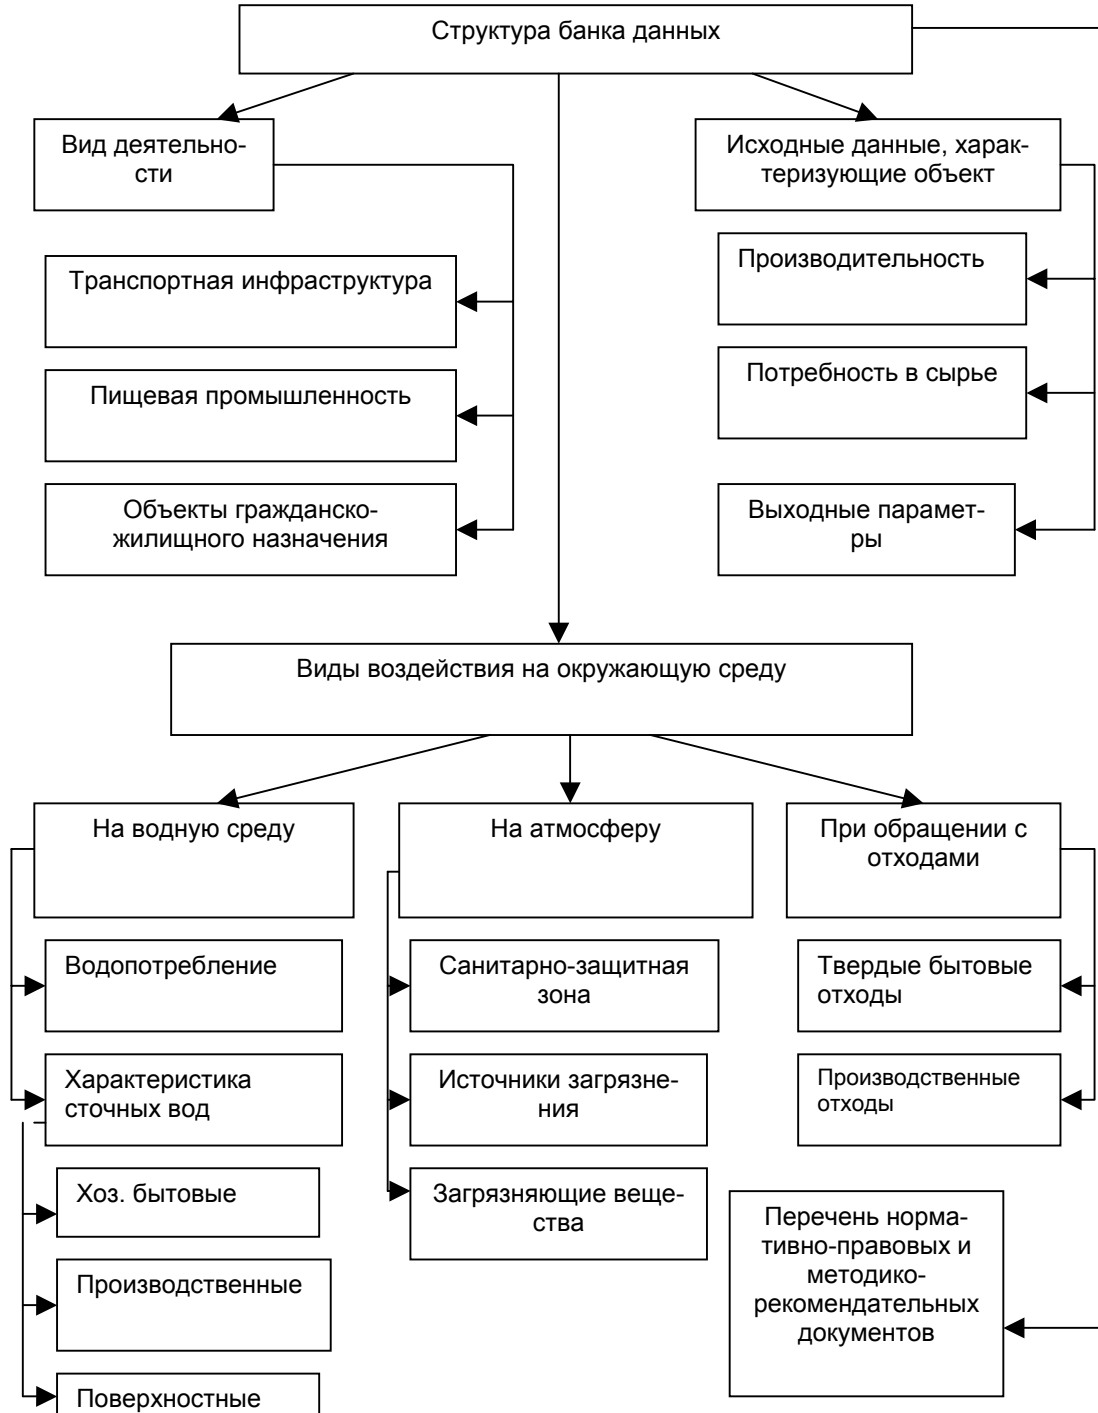 Структура банка данных
Вид деятельно-
сти
Исходные данные, харак-
теризующие объект
Транспортная инфраструктура
Производительность
Пищевая промышленность
Потребность в сырье
Объекты гражданско-
жилищного назначения
Выходные парамет-
ры
Виды воздействия на окружающую среду
На водную среду
На атмосферу
При обращении с
отходами
Водопотребление
Санитарно-защитная
зона
Твердые бытовые
отходы
Характеристика
сточных вод
Источники загрязне-
ния
Производственные
отходы
Хоз. бытовые
Загрязняющие веще-
ства
Перечень норма-
тивно-правовых и
методико-
рекомендательных
документов
Производственные
Поверхностные